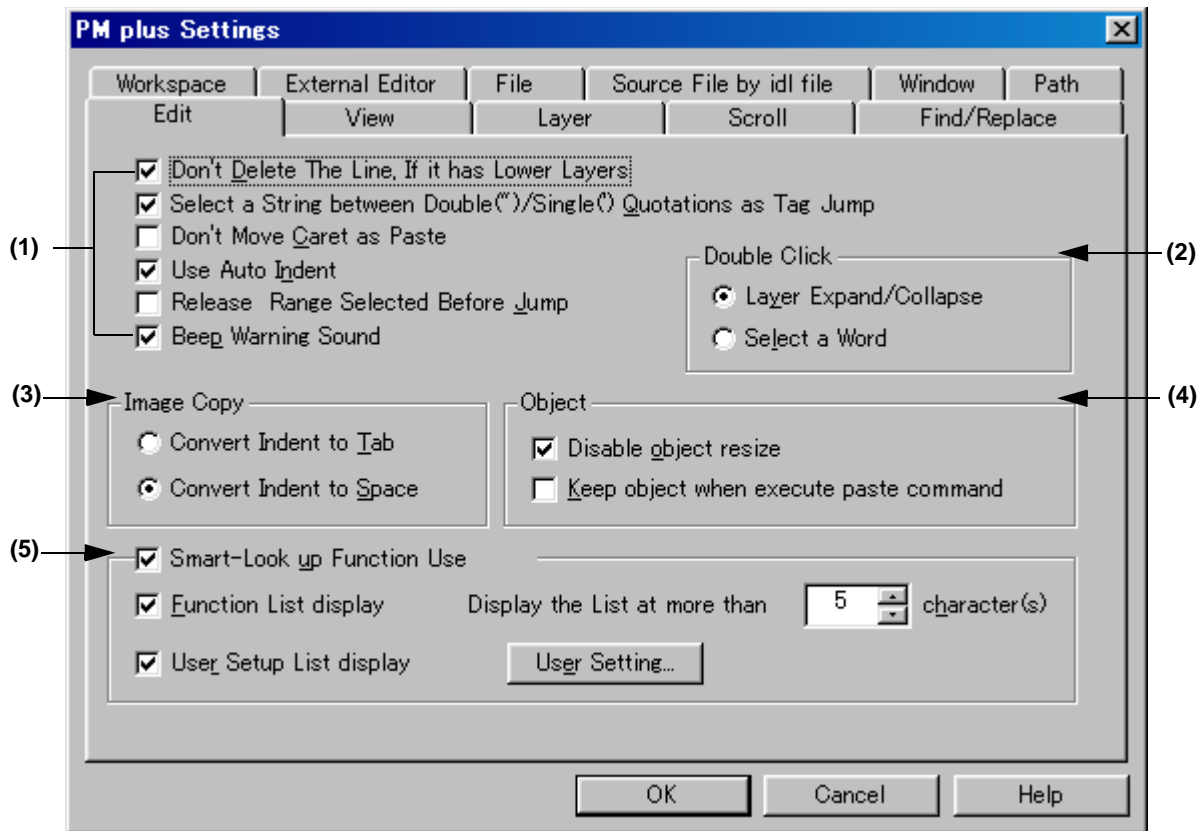 PM plus Settings
Workspace External Editor File Source File by idl file Window Path
Edit View Layer Scroll Find/Replace
Don't Delete The Line, If it has Lower Layers
Select a String between Double(")/Single(') Quotations as Tag Jump
(1) Don't Move Caret as Paste
Double Click (2)
Use Auto Indent
Layer Expand/Collapse
Release Range Selected Before Jump
Beep Warning Sound
Select a Word
(3) Image Copy Object (4)
Convert Indent to Tab
Disable object resize
Convert Indent to Space
Keep object when execute paste command
(5) Smart-Look up Function Use
Function List display Display the List at more than 5 character(s)
User Setup List display User Setting...
OK Cancel Help